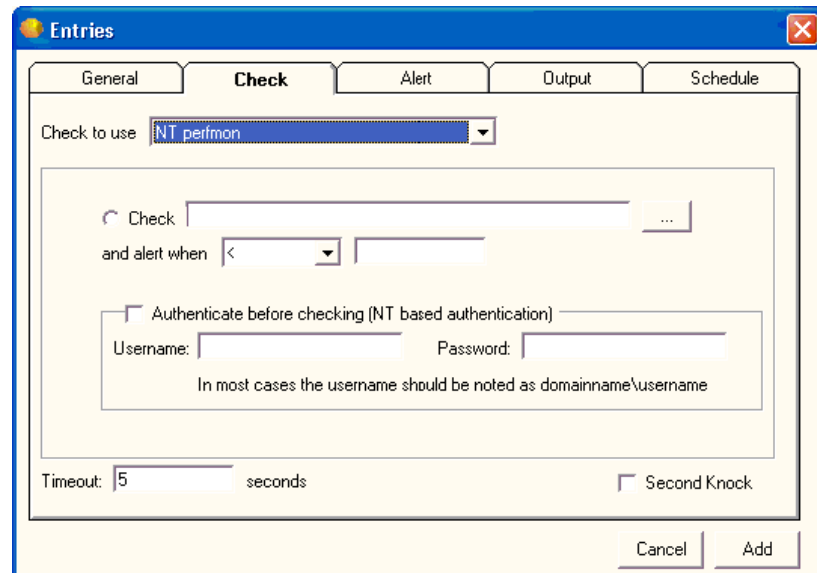 Entries
General Check Alert Output Schedule
Check to use NT perfmon
Check ...
and alert when <
Authenticate before checking (NT based authentication)
Username: Password:
In most cases the username should be noted as domainname\username
Timeout: 5 seconds Second Knock
Cancel Add